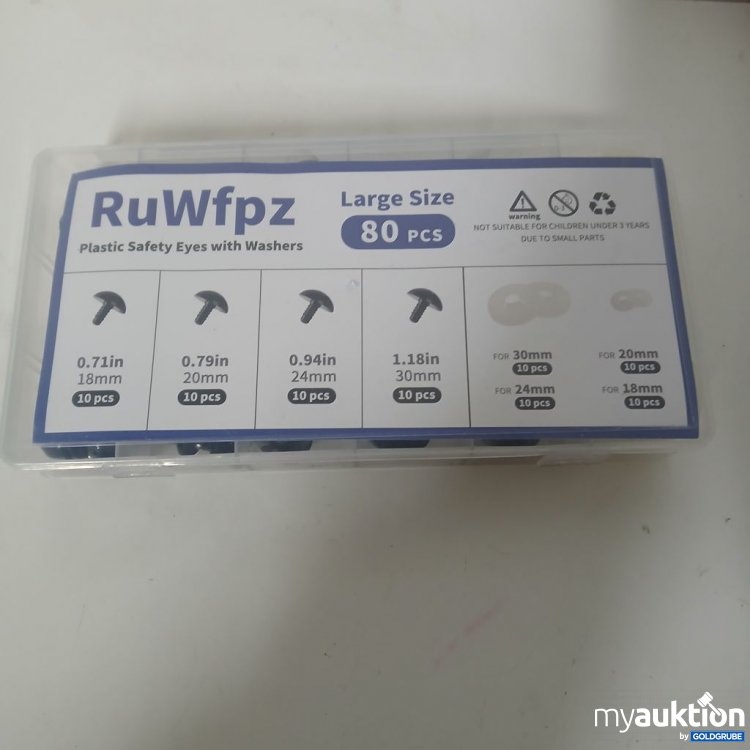 RuWfpz
Plastic Safety Eyes with Washers
Large Size
80 PCS
warning
0-3
NOT SUITABLE FOR CHILDREN UNDER 3 YEARS
DUE TO SMALL PARTS
0.71in
18mm
10 pcs
0.79in
20mm
10 pcs
0.94in
24mm
10 pcs
1.18in
30mm
10 pcs
FOR 30mm
10 pcs
FOR 24mm
10 pcs
FOR 20mm
10 pcs
FOR 18mm
10 pcs
myauktion
by GOLDGRUBE